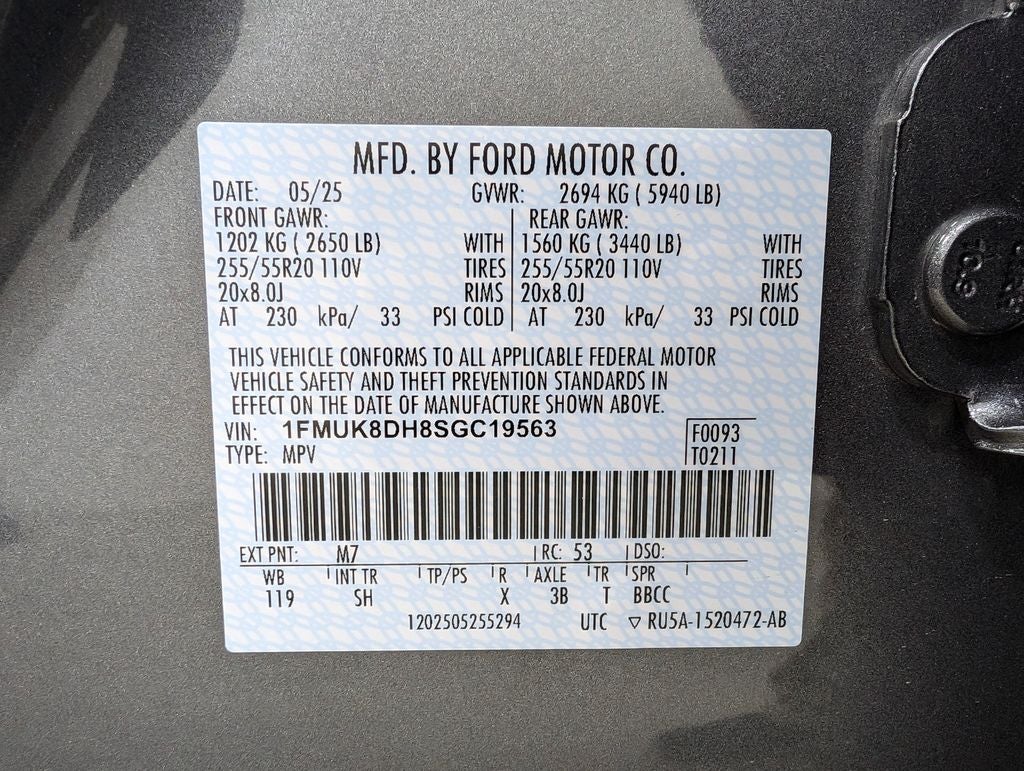 MFD. BY FORD MOTOR CO.
DATE: 05/25 GVWR: 2694 KG ( 5940 LB)
FRONT GAWR: REAR GAWR:
1202 KG ( 2650 LB) WITH 1560 KG ( 3440 LB) WITH
255/55R20 110V TIRES 255/55R20 110V TIRES
20x8.0J RIMS 20x8.0J RIMS
AT 230 kPa/ 33 PSI COLD AT 230 kPa/ 33 PSI COLD
THIS VEHICLE CONFORMS TO ALL APPLICABLE FEDERAL MOTOR
VEHICLE SAFETY AND THEFT PREVENTION STANDARDS IN
EFFECT ON THE DATE OF MANUFACTURE SHOWN ABOVE.
VIN: 1FMUK8DH8SGC19563 F0093
TYPE: MPV T0211
EXT PNT: M7 RC: 53 DSO:
WB INT TR TP/PS R AXLE TR SPR
119 SH X 3B T BBCC
1202505255294 UTC ▽ RU5A-1520472-AB